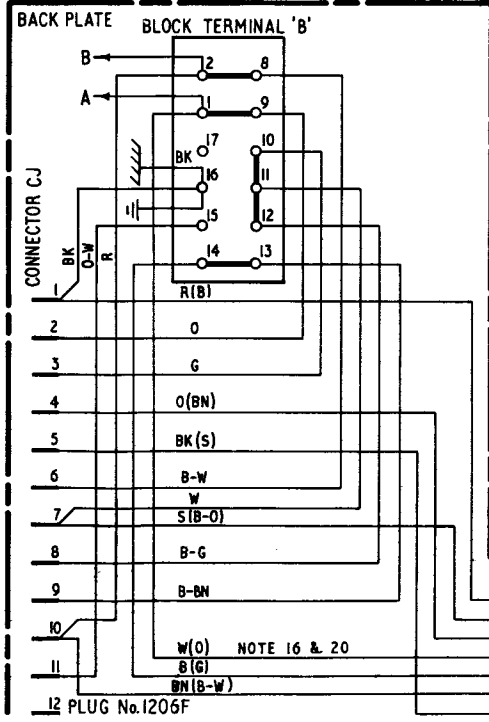 BACK PLATE
BLOCK TERMINAL 'B'
B
2 8
A
1 9
17 10
BK
16 11
15 12
14 13
CONNECTOR CJ
BK
O-W
R
1 R(B)
2 O
3 G
4 O(BN)
5 BK(S)
6 B-W
W
7 S(B-O)
8 B-G
9 B-BN
10
W(O) NOTE 16 & 20
11 B(G)
BN(B-W)
12 PLUG No.1206F